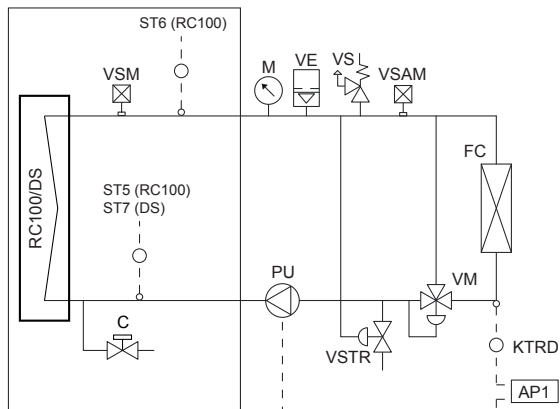 ST6 (RC100)
VSM
M
VE
VS
VSAM
FC
RC100/DS
ST5 (RC100)
ST7 (DS)
PU
VM
C
VSTR
KTRD
AP1